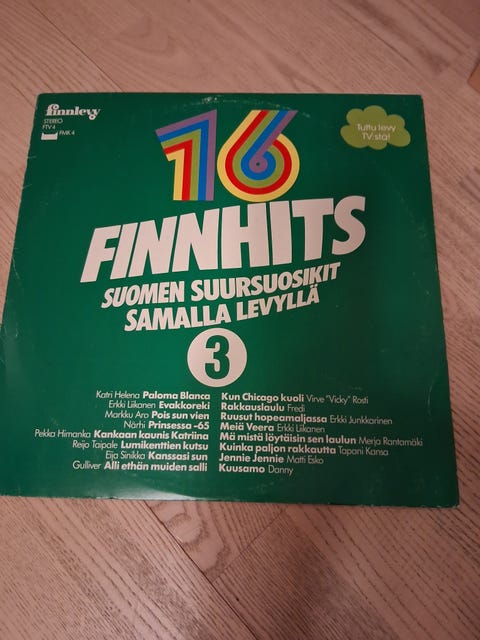 finnlevy
STEREO
FTV 4
FMK 4
Tuttu levy
TV:stä!
16
FINNHITS
SUOMEN SUURSUOSIKIT
SAMALLA LEVYLLÄ
3
Katri Helena Paloma Blanca
Erkki Liikanen Evakkoreki
Markku Aro Pois sun vien
Närhi Prinsessa -65
Pekka Himanka Kankaan kaunis Katriina
Reijo Taipale Lumikenttien kutsu
Eija Sinikka Kanssasi sun
Gulliver Alli ethän muiden salli
Kun Chicago kuoli Virve "Vicky" Rosti
Rakkauslaulu Fredi
Ruusut hopeamaljassa Erkki Junkkarinen
Meiä Veera Erkki Liikanen
Mä mistä löytäisin sen laulun Merja Rantamäki
Kuinka paljon rakkautta Tapani Kansa
Jennie Jennie Matti Esko
Kuusamo Danny